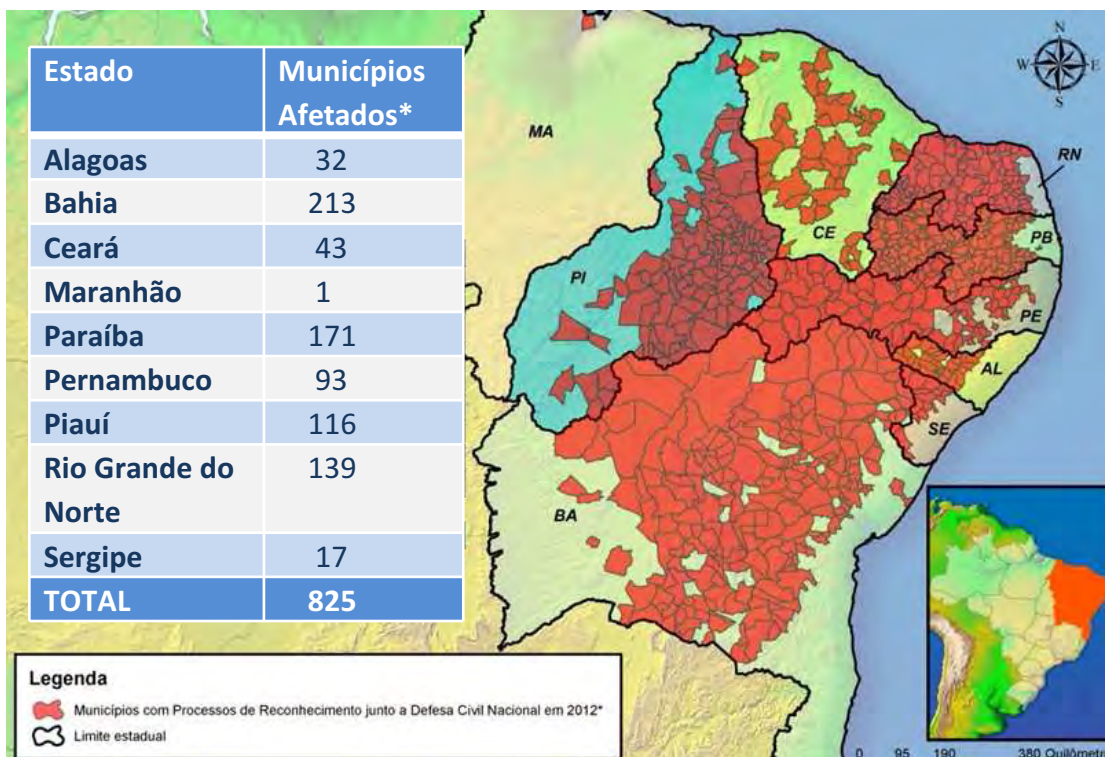 Estado Municípios Afetados*
Alagoas 32
Bahia 213
Ceará 43
Maranhão 1
Paraíba 171
Pernambuco 93
Piauí 116
Rio Grande do Norte 139
Sergipe 17
TOTAL 825
N
W E
S
MA
RN
CE
PB
PI
PE
AL
SE
BA
Legenda
Municípios com Processos de Reconhecimento junto a Defesa Civil Nacional em 2012*
Limite estadual
0 95 190 380 Quilômetr